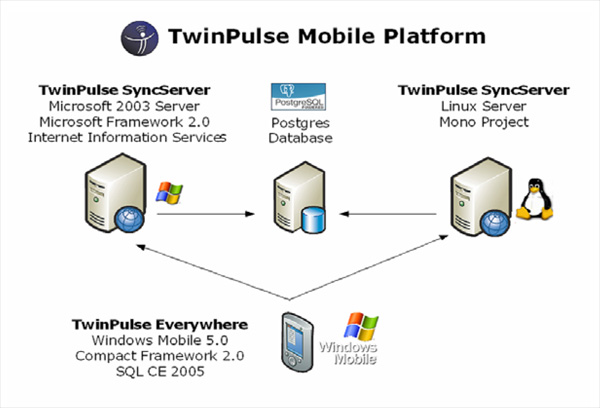 TwinPulse Mobile Platform
TwinPulse SyncServer
Microsoft 2003 Server
Microsoft Framework 2.0
Internet Information Services
PostgreSQL
Postgres
Database
TwinPulse SyncServer
Linux Server
Mono Project
TwinPulse Everywhere
Windows Mobile 5.0
Compact Framework 2.0
SQL CE 2005
Windows
Mobile